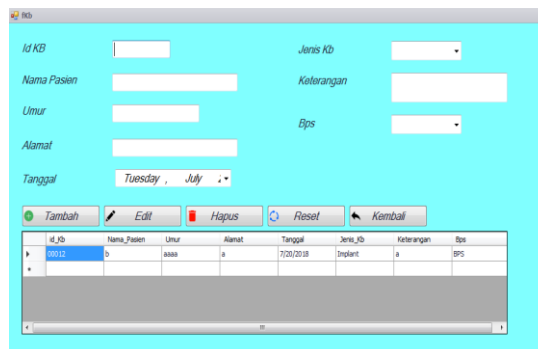 FKb
Id KB
Jenis Kb
Nama Pasien
Keterangan
Umur
Bps
Alamat
Tanggal
Tuesday , July
Tambah Edit Hapus Reset Kembali
id_Kb Nama_Pasien Umur Alamat Tanggal Jenis_Kb Keterangan Bps
00012 b aaaa a 7/20/2018 Implant a BPS